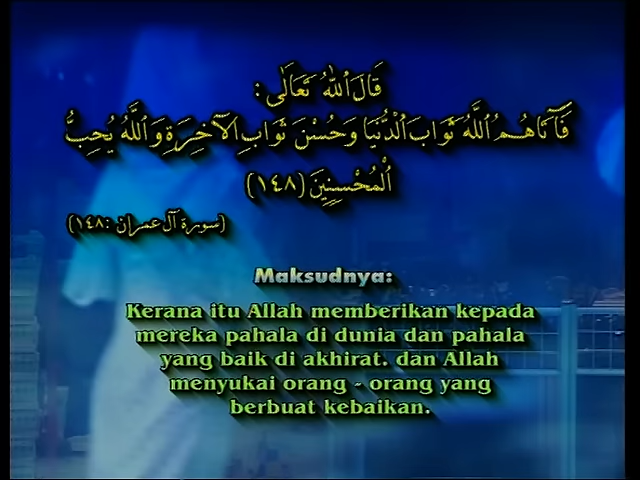 قَالَ اللهُ تَعَالَى :
فَآتَاهُمُ اللَّهُ ثَوَابَ الدُّنْيَا وَحُسْنَ ثَوَابِ الآخِرَةِ وَاللَّهُ يُحِبُّ
الْمُحْسِنِينَ (١٤٨)
(سورة آل عمران :١٤٨)
Maksudnya:
Kerana itu Allah memberikan kepada
mereka pahala di dunia dan pahala
yang baik di akhirat. dan Allah
menyukai orang - orang yang
berbuat kebaikan.